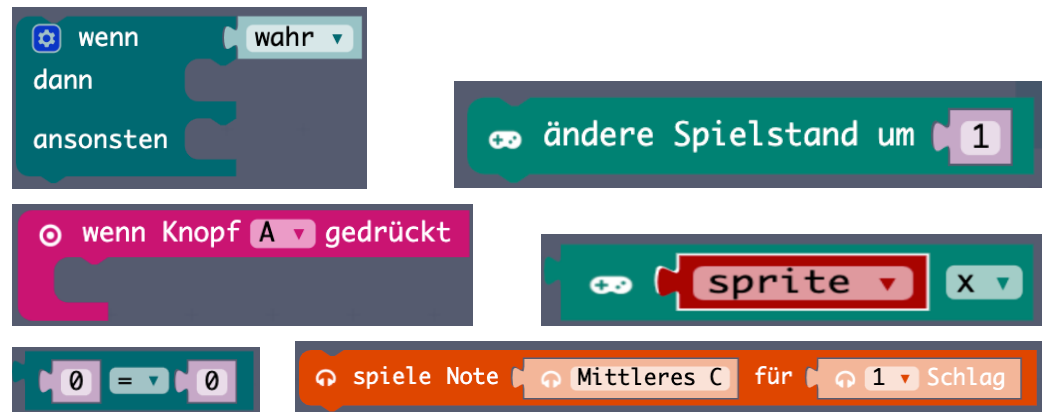 wenn wahr
dann
ansonsten
ändere Spielstand um 1
wenn Knopf A gedrückt
sprite x
0 = 0
spiele Note Mittleres C für 1 Schlag